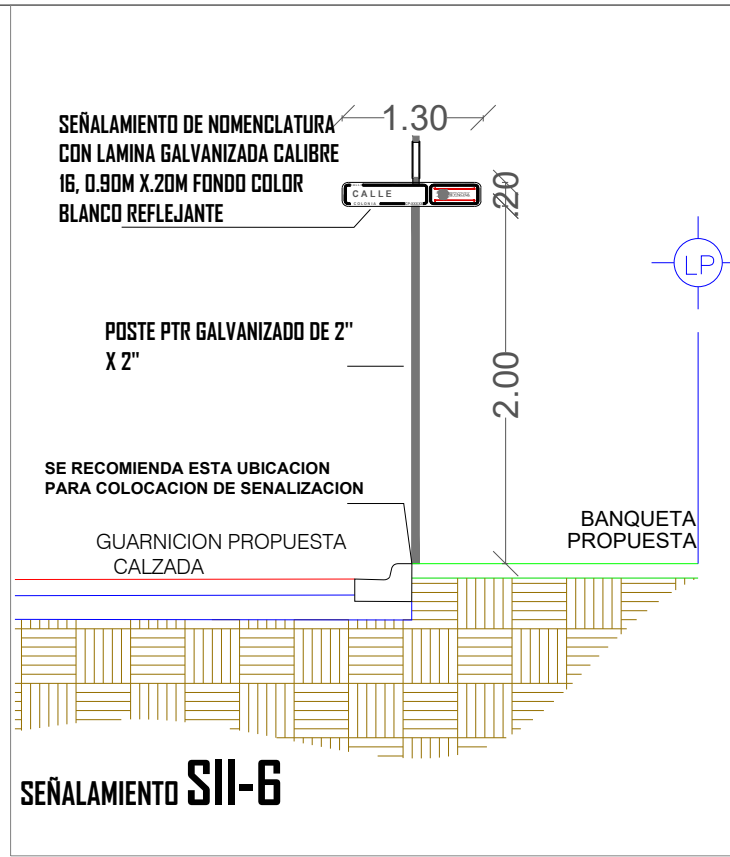 SEÑALAMIENTO DE NOMENCLATURA
CON LAMINA GALVANIZADA CALIBRE
16, 0.90M X.20M FONDO COLOR
BLANCO REFLEJANTE
1.30
CALLE
COLONIA
.20
LP
POSTE PTR GALVANIZADO DE 2"
X 2"
2.00
SE RECOMIENDA ESTA UBICACION
PARA COLOCACION DE SENALIZACION
GUARNICION PROPUESTA
CALZADA
BANQUETA
PROPUESTA
SEÑALAMIENTO SII-6